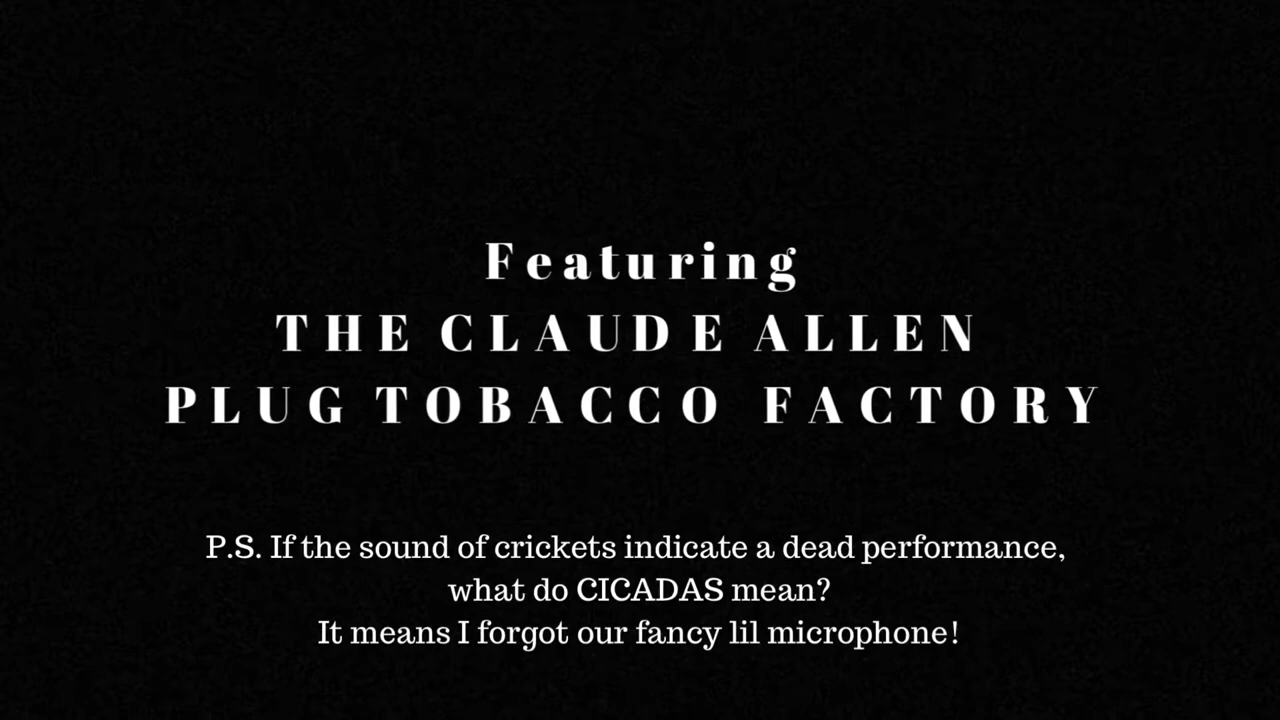 Featuring
THE CLAUDE ALLEN
PLUG TOBACCO FACTORY
P.S. If the sound of crickets indicate a dead performance,
what do CICADAS mean?
It means I forgot our fancy lil microphone!